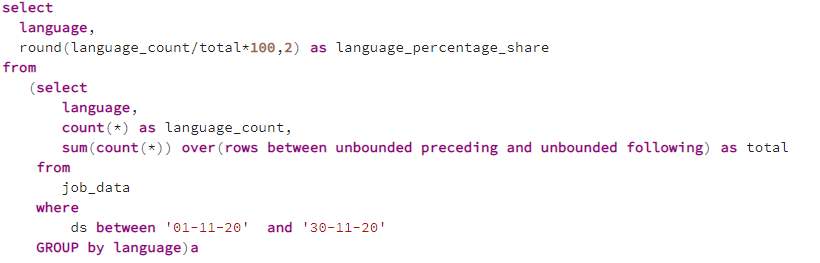 select
  language,
  round(language_count/total*100,2) as language_percentage_share
from
   (select
       language,
       count(*) as language_count,
       sum(count(*)) over(rows between unbounded preceding and unbounded following) as total
    from
       job_data
    where
        ds between '01-11-20'  and '30-11-20'
    GROUP by language)a